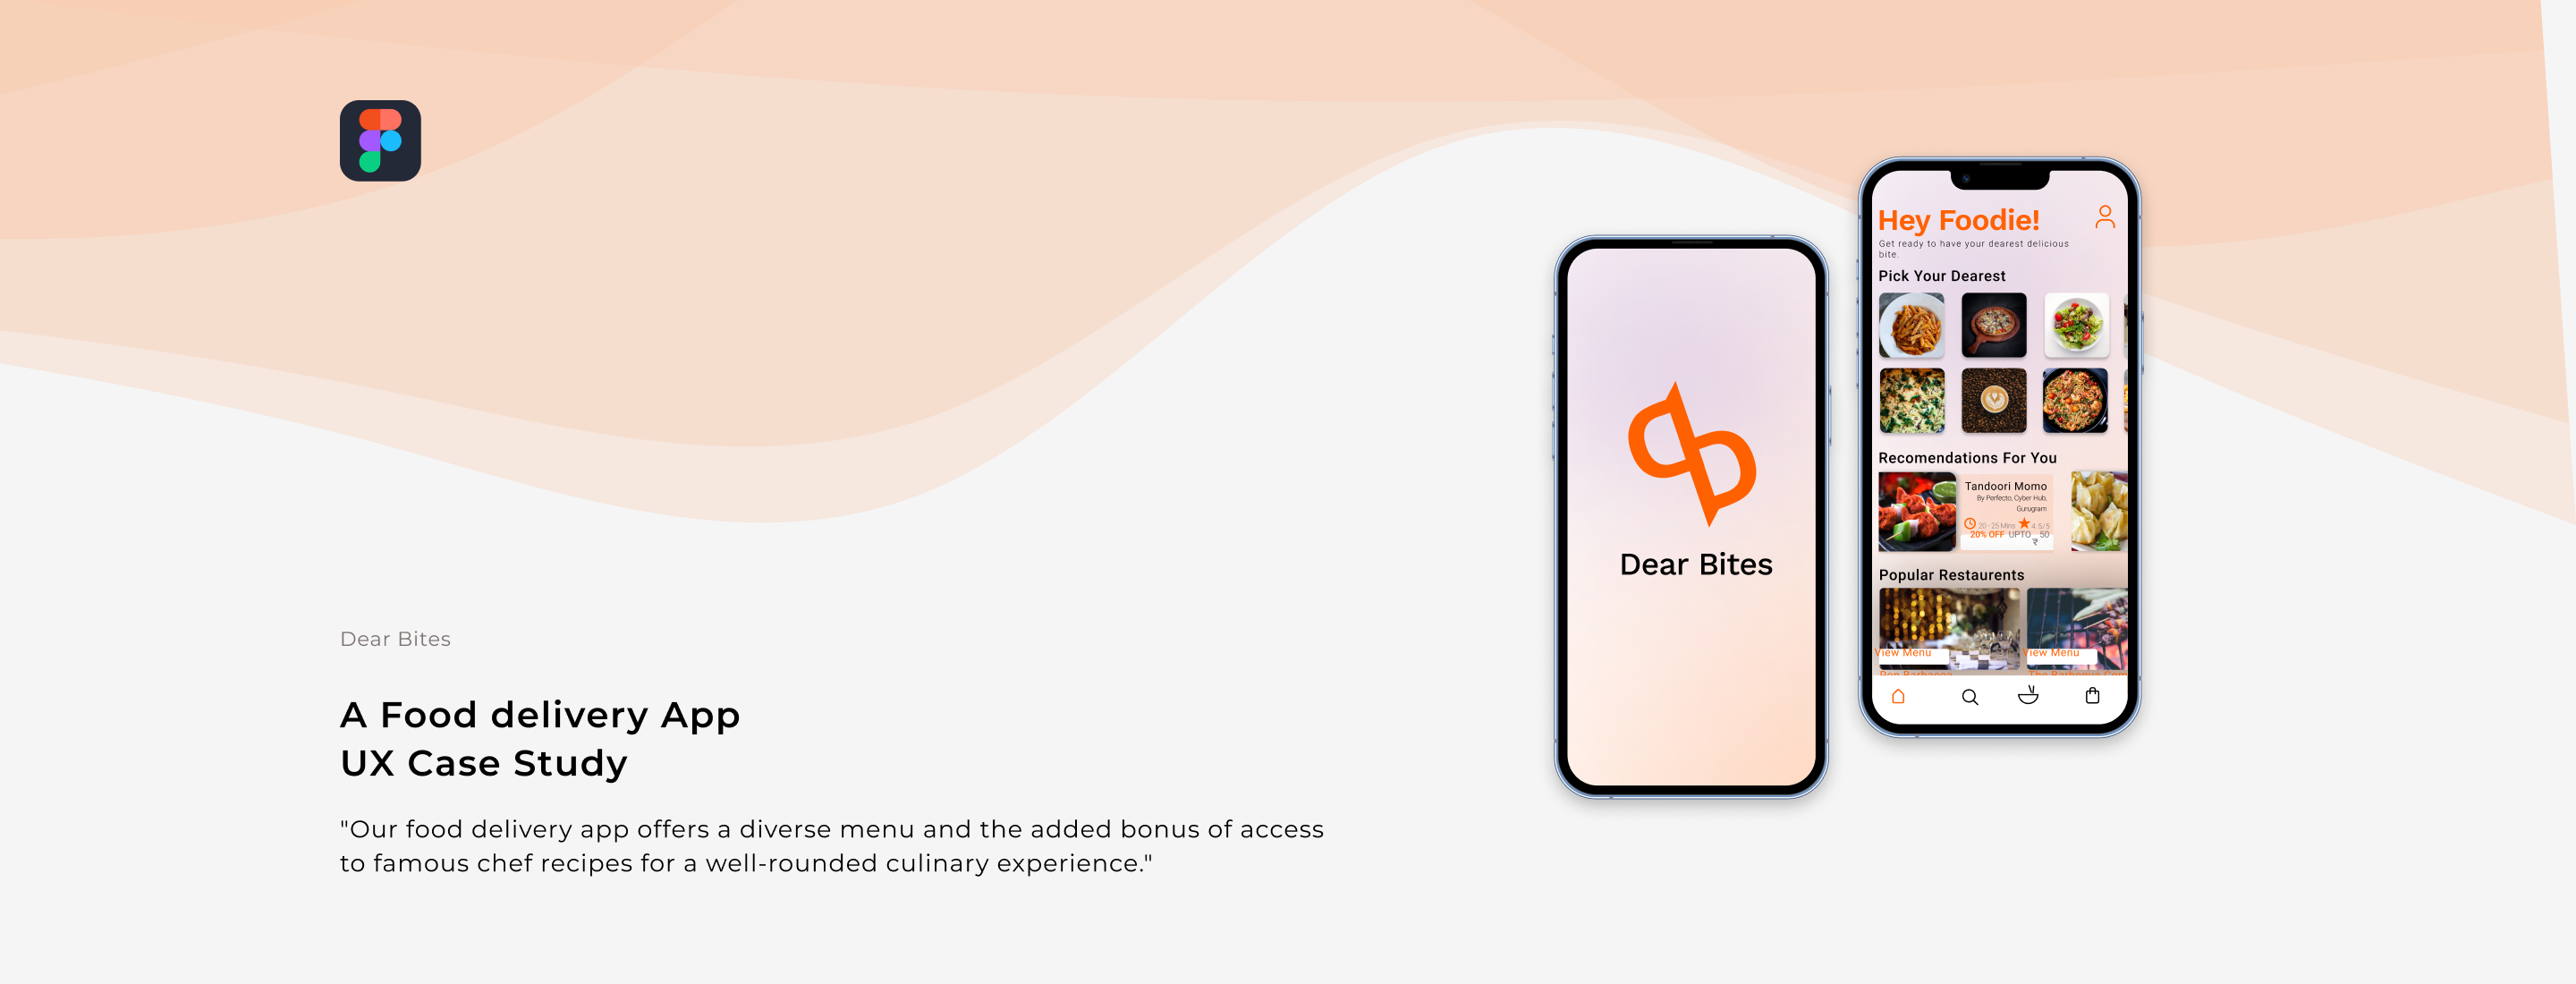 Dear Bites
A Food delivery App
UX Case Study
"Our food delivery app offers a diverse menu and the added bonus of access
to famous chef recipes for a well-rounded culinary experience."
Dear Bites
Hey Foodie!
Get ready to have your dearest delicious
bite.
Pick Your Dearest
Recomendations For You
Tandoori Momo
By Perfecto, Cyber Hub,
Gurugram
20 - 25 Mins 4. 5/5
20% OFF UPTO 50
₹
Popular Restaurents
View Menu View Menu